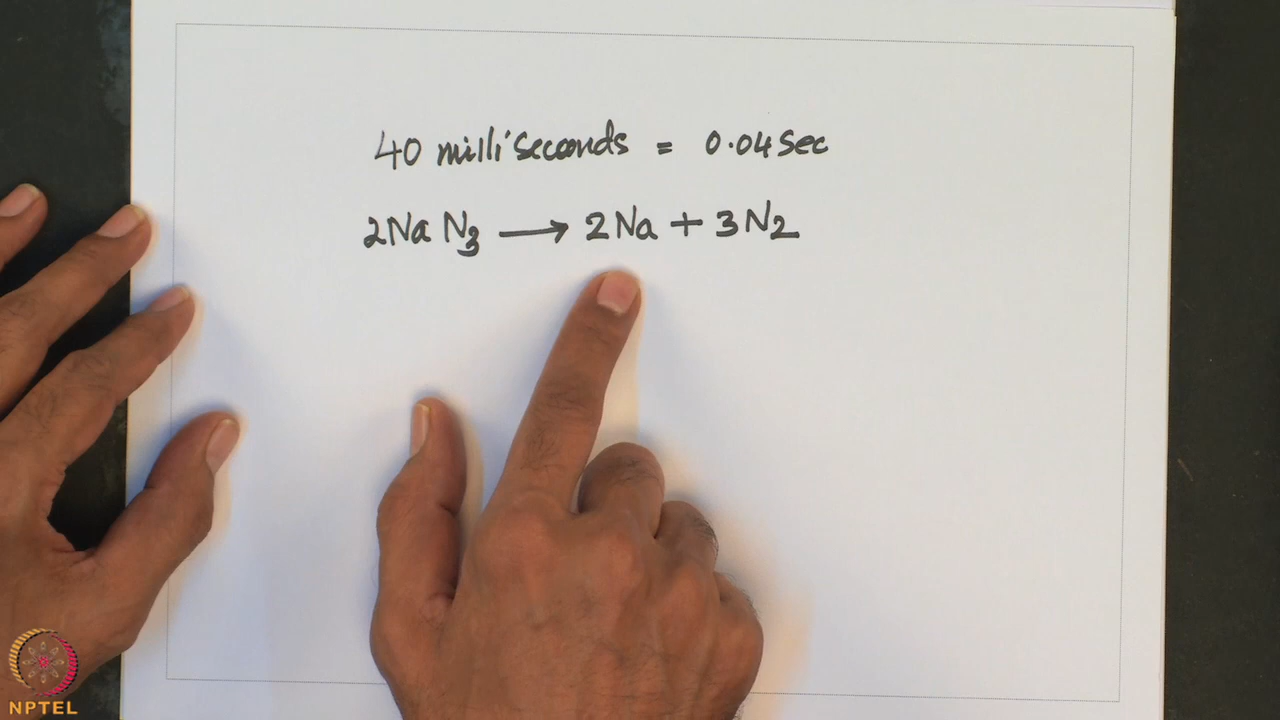 40 milliseconds = 0.04 sec
2NaN3 ⟶ 2Na + 3N2
NPTEL